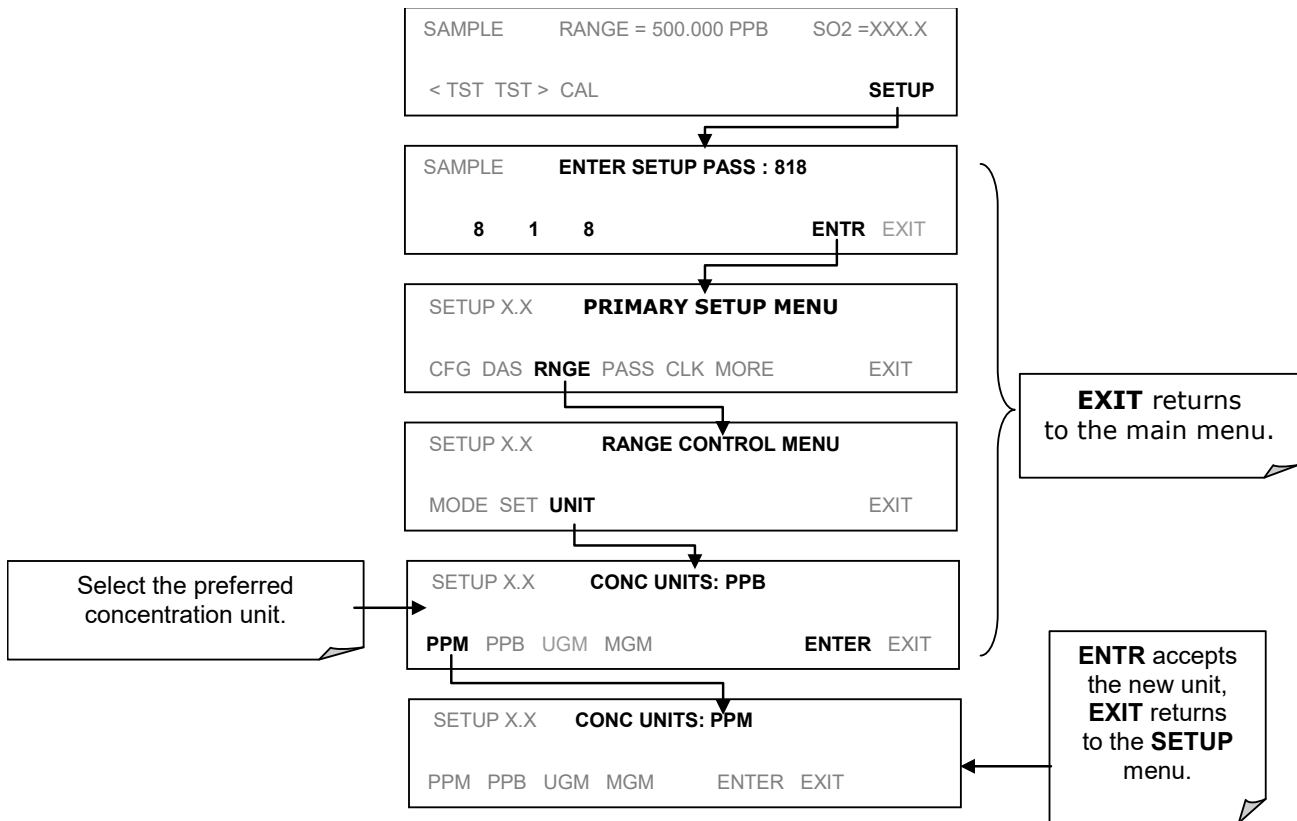 SAMPLE RANGE = 500.000 PPB SO2 =XXX.X
< TST TST > CAL SETUP
SAMPLE ENTER SETUP PASS : 818
8 1 8 ENTR EXIT
SETUP X.X PRIMARY SETUP MENU
CFG DAS RNGE PASS CLK MORE EXIT
EXIT returns
to the main menu.
SETUP X.X RANGE CONTROL MENU
MODE SET UNIT EXIT
Select the preferred
concentration unit.
SETUP X.X CONC UNITS: PPB
PPM PPB UGM MGM ENTER EXIT
ENTR accepts
the new unit,
EXIT returns
to the SETUP
menu.
SETUP X.X CONC UNITS: PPM
PPM PPB UGM MGM ENTER EXIT